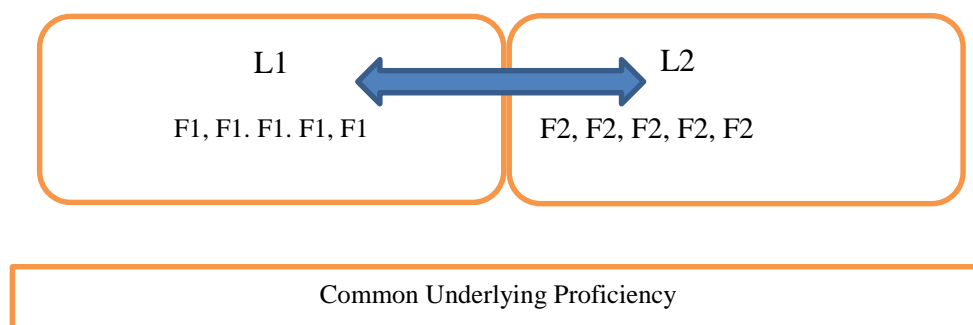 L1
L2
F1, F1. F1. F1, F1
F2, F2, F2, F2, F2
Common Underlying Proficiency